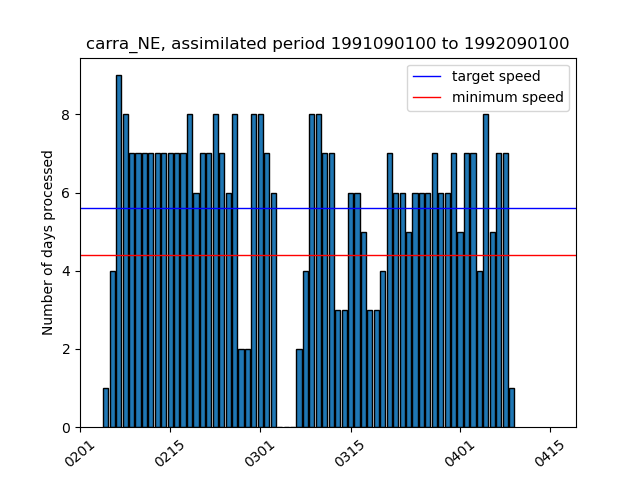 carra_NE, assimilated period 1991090100 to 1992090100
target speed
minimum speed
Number of days processed
8
6
4
2
0
0201
0215
0301
0315
0401
0415